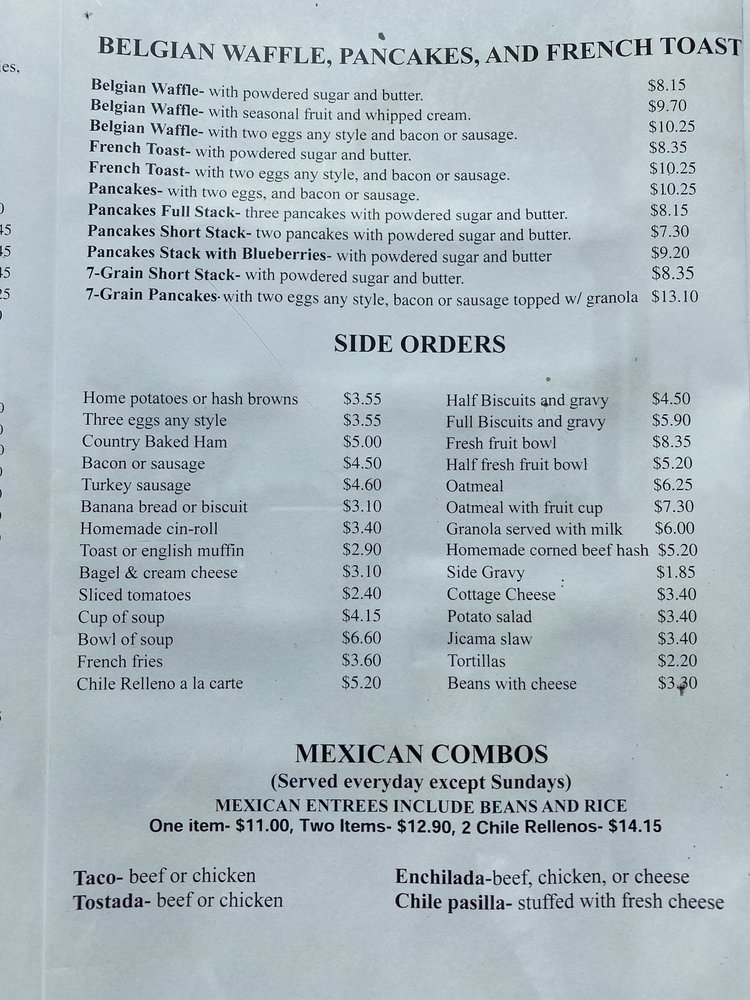 BELGIAN WAFFLE, PANCAKES, AND FRENCH TOAST
Belgian Waffle- with powdered sugar and butter. $8.15
Belgian Waffle- with seasonal fruit and whipped cream. $9.70
Belgian Waffle- with two eggs any style and bacon or sausage. $10.25
French Toast- with powdered sugar and butter. $8.35
French Toast- with two eggs any style, and bacon or sausage. $10.25
Pancakes- with two eggs, and bacon or sausage. $10.25
Pancakes Full Stack- three pancakes with powdered sugar and butter. $8.15
Pancakes Short Stack- two pancakes with powdered sugar and butter. $7.30
Pancakes Stack with Blueberries- with powdered sugar and butter $9.20
7-Grain Short Stack- with powdered sugar and butter. $8.35
7-Grain Pancakes- with two eggs any style, bacon or sausage topped w/ granola $13.10
SIDE ORDERS
Home potatoes or hash browns $3.55
Three eggs any style $3.55
Country Baked Ham $5.00
Bacon or sausage $4.50
Turkey sausage $4.60
Banana bread or biscuit $3.10
Homemade cin-roll $3.40
Toast or english muffin $2.90
Bagel & cream cheese $3.10
Sliced tomatoes $2.40
Cup of soup $4.15
Bowl of soup $6.60
French fries $3.60
Chile Relleno a la carte $5.20
Half Biscuits and gravy $4.50
Full Biscuits and gravy $5.90
Fresh fruit bowl $8.35
Half fresh fruit bowl $5.20
Oatmeal $6.25
Oatmeal with fruit cup $7.30
Granola served with milk $6.00
Homemade corned beef hash $5.20
Side Gravy $1.85
Cottage Cheese $3.40
Potato salad $3.40
Jicama slaw $3.40
Tortillas $2.20
Beans with cheese $3.30
MEXICAN COMBOS
(Served everyday except Sundays)
MEXICAN ENTREES INCLUDE BEANS AND RICE
One item- $11.00, Two Items- $12.90, 2 Chile Rellenos- $14.15
Taco- beef or chicken
Tostada- beef or chicken
Enchilada-beef, chicken, or cheese
Chile pasilla- stuffed with fresh cheese